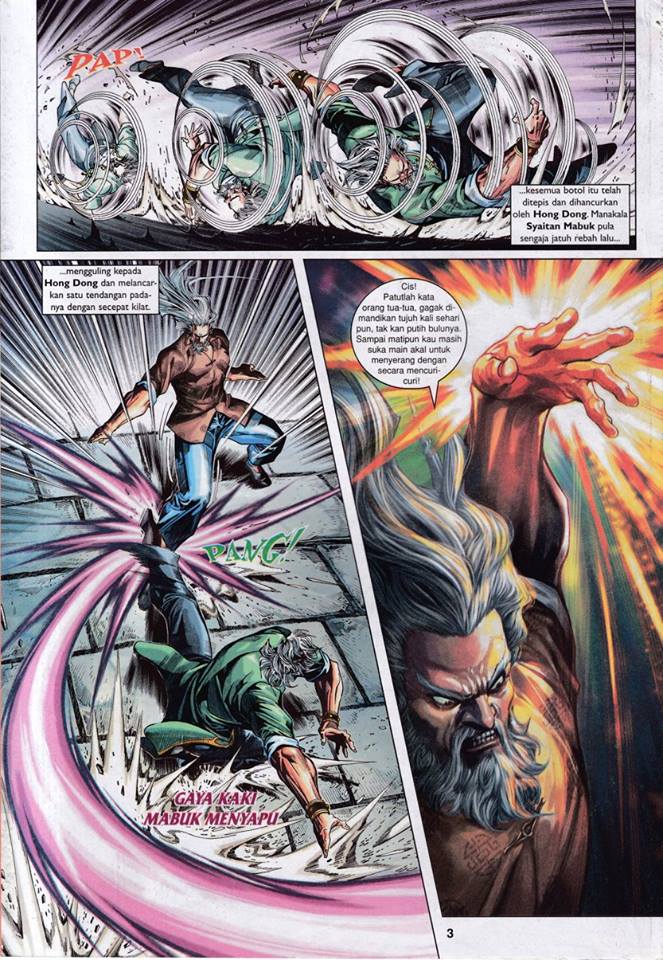 PAP!
...kesemua botol itu telah
ditepis dan dihancurkan
oleh Hong Dong. Manakala
Syaitan Mabuk pula
sengaja jatuh rebah lalu...
...mengguling kepada
Hong Dong dan melancar-
kan satu tendangan pada-
nya dengan secepat kilat.
PANG!
GAYA KAKI
MABUK MENYAPU
Cis!
Patutlah kata
orang tua-tua, gagak di-
mandikan tujuh kali sehari
pun, tak kan putih bulunya.
Sampai matipun kau masih
suka main akal untuk
menyerang dengan
secara mencuri-
curi!
3